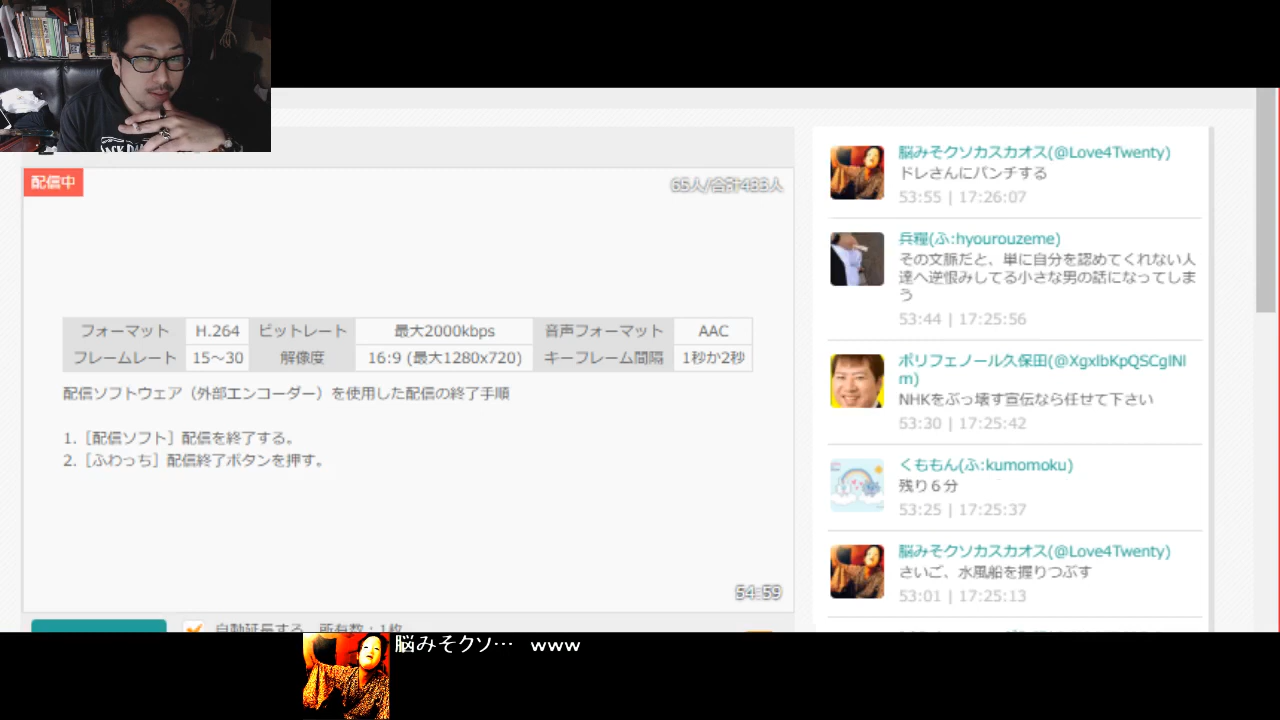 配信中
65人/合計433人
フォーマット H.264 ビットレート 最大2000kbps 音声フォーマット AAC
フレームレート 15～30 解像度 16:9 (最大1280x720) キーフレーム間隔 1秒か2秒
配信ソフトウェア（外部エンコーダー）を使用した配信の終了手順
1.［配信ソフト］配信を終了する。
2.［ふわっち］配信終了ボタンを押す。
54:59
自動延長する 所有数：1枚
脳みそクソカスカオス(@Love4Twenty)
ドレさんにパンチする
53:55 | 17:26:07
兵糧(ふ:hyourouzeme)
その文脈だと、単に自分を認めてくれない人
達へ逆恨みしてる小さな男の話になってしま
う
53:44 | 17:25:56
ポリフェノール久保田(@XgxlbKpQSCglNl
m)
NHKをぶっ壊す宣伝なら任せて下さい
53:30 | 17:25:42
くももん(ふ:kumomoku)
残り６分
53:25 | 17:25:37
脳みそクソカスカオス(@Love4Twenty)
さいご、水風船を握りつぶす
53:01 | 17:25:13
脳みそクソ… www